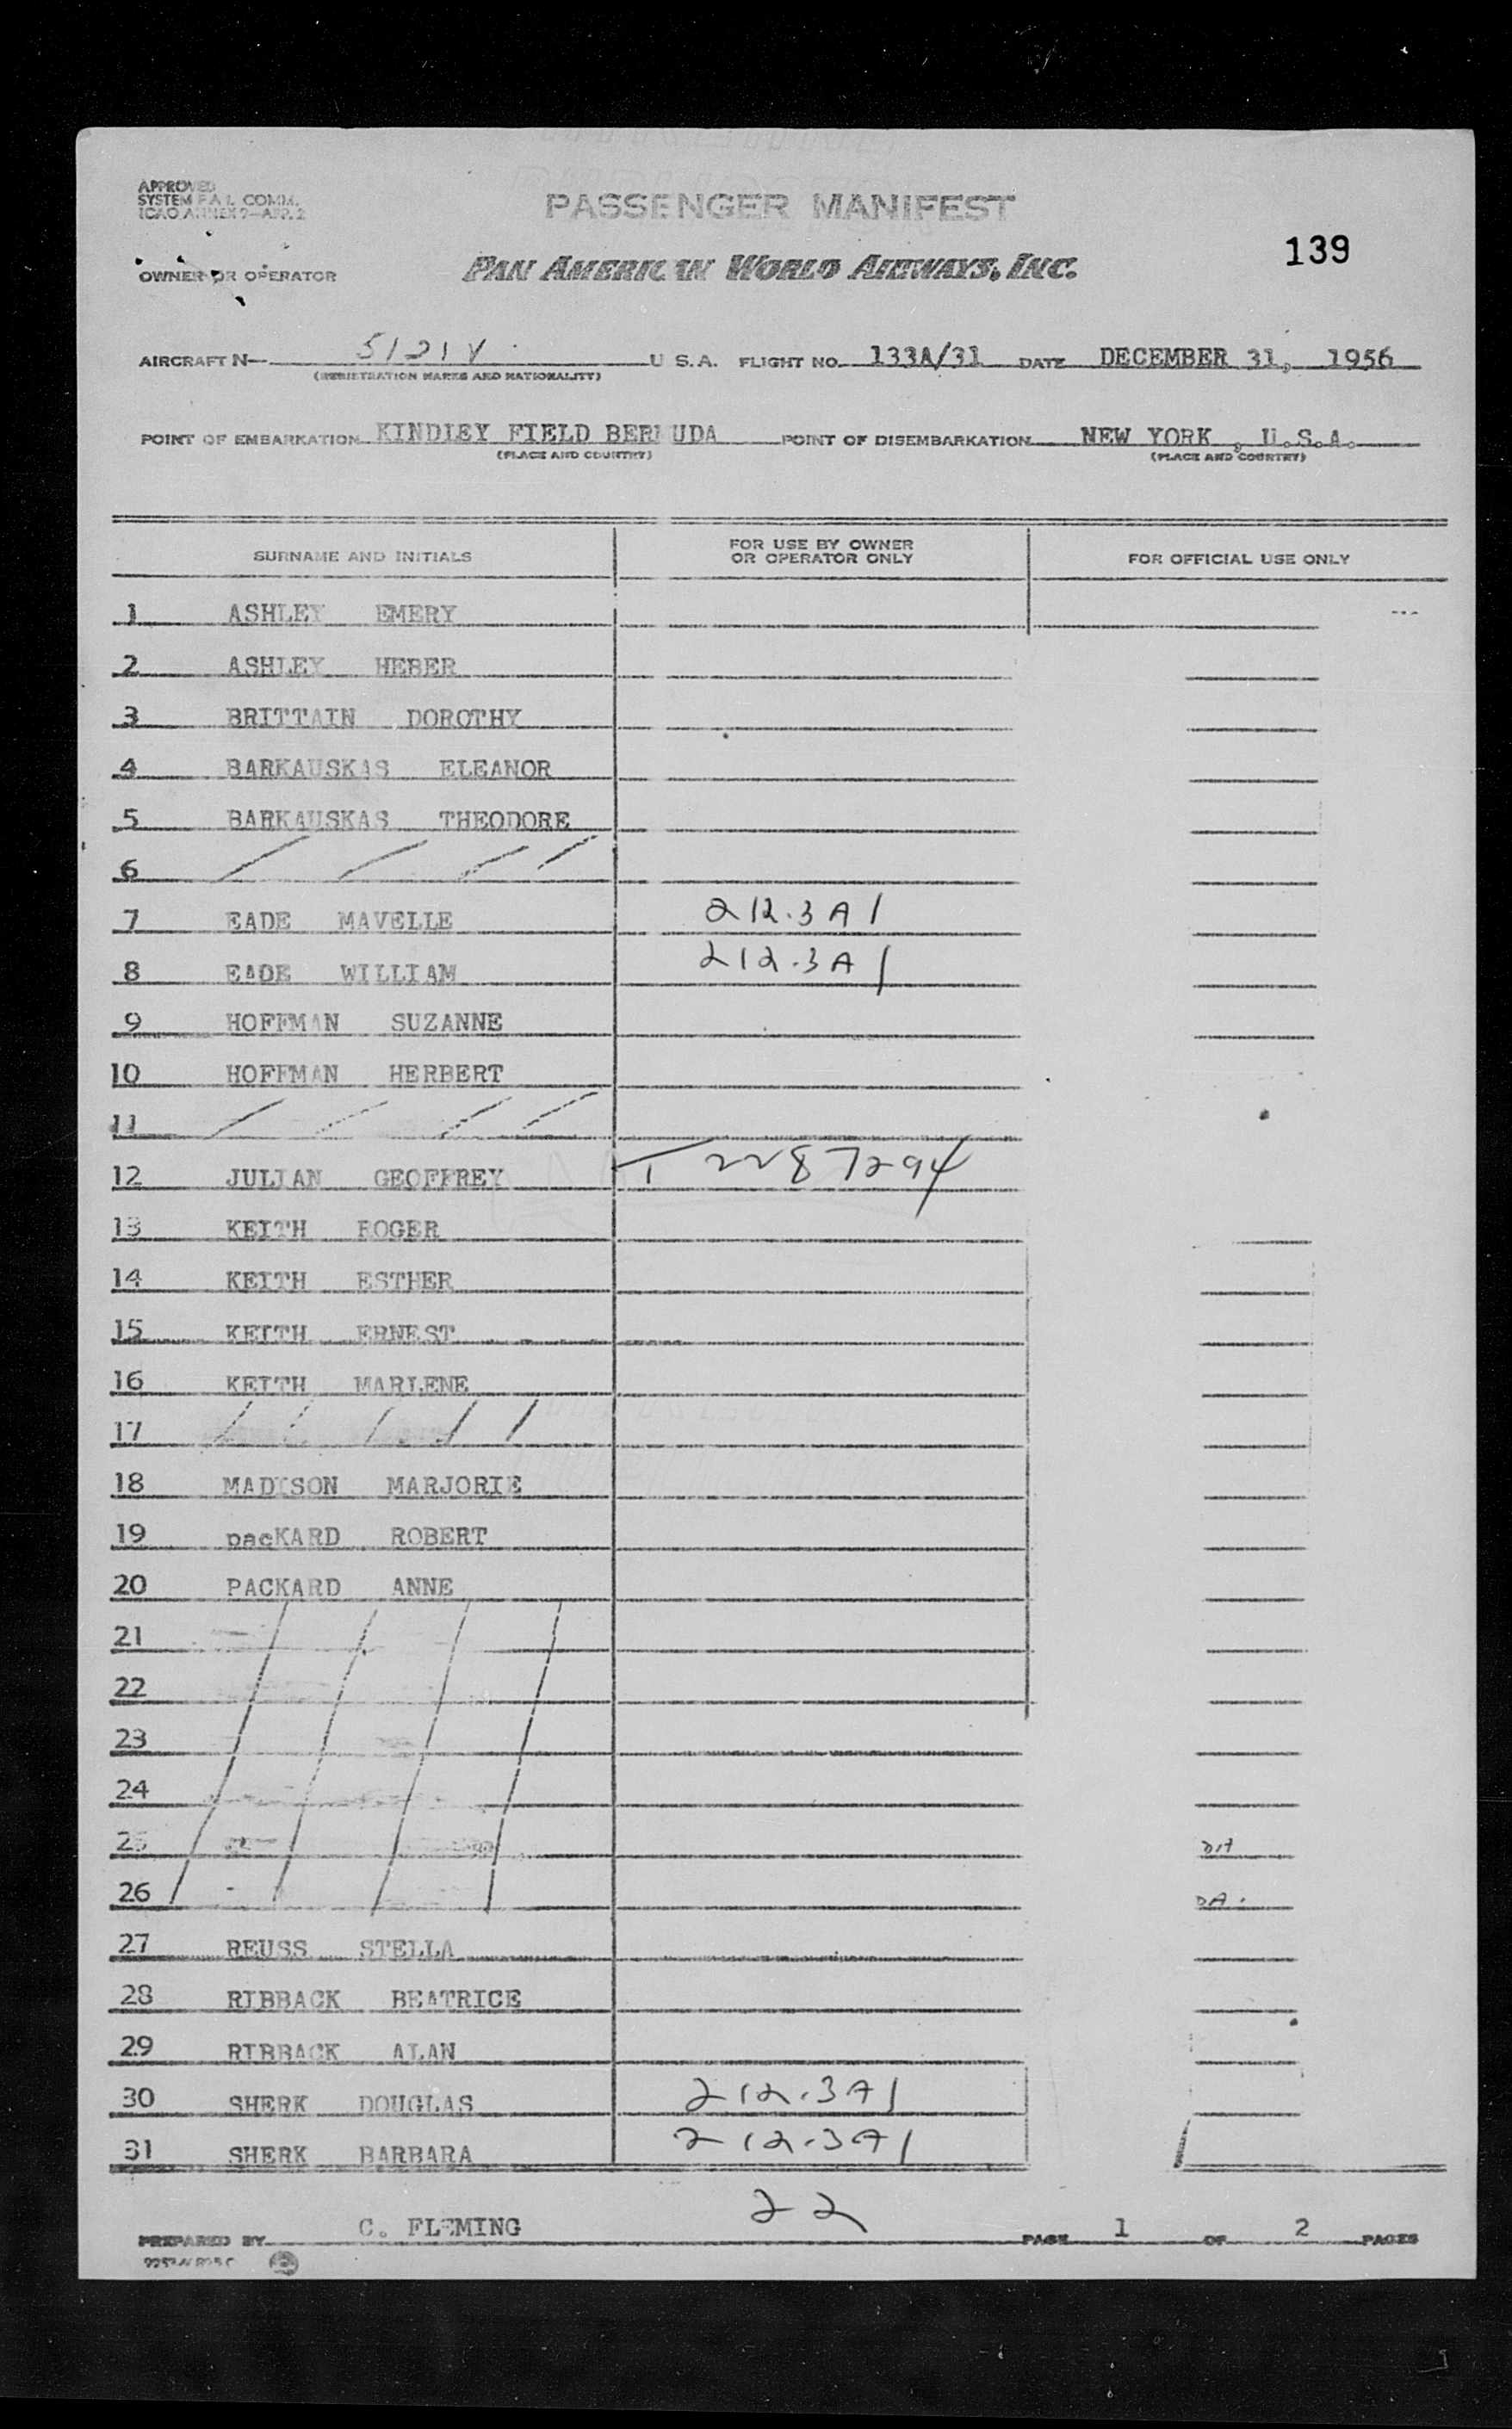 APPROVED
SYSTEM F.A.L. COMM.
ICAO ANNEX 9—APP. 2
PASSENGER MANIFEST
139
OWNER OR OPERATOR PAN AMERICAN WORLD AIRWAYS, INC.
AIRCRAFT N— 5121V U S.A. FLIGHT NO. 133A/31 DATE DECEMBER 31, 1956
(REGISTRATION MARKS AND NATIONALITY)
POINT OF EMBARKATION KINDLEY FIELD BERMUDA POINT OF DISEMBARKATION NEW YORK , U.S.A.
(PLACE AND COUNTRY) (PLACE AND COUNTRY)
SURNAME AND INITIALS FOR USE BY OWNER OR OPERATOR ONLY FOR OFFICIAL USE ONLY
1 ASHLEY EMERY
2 ASHLEY HEBER
3 BRITTAIN DOROTHY
4 BARKAUSKAS ELEANOR
5 BARKAUSKAS THEODORE
6 / / / /
7 EADE MAVELLE 212.3A1
8 EADE WILLIAM 212.3A1
9 HOFFMAN SUZANNE
10 HOFFMAN HERBERT
11 / / / /
12 JULIAN GEOFFREY T 2287294
13 KEITH ROGER
14 KEITH ESTHER
15 KEITH ERNEST
16 KEITH MARLENE
17 / / / / /
18 MADISON MARJORIE
19 pacKARD ROBERT
20 PACKARD ANNE
21
22
23
24
25
26 DA.
27 REUSS STELLA
28 RIBBACK BEATRICE
29 RIBBACK ALAN
30 SHERK DOUGLAS 212.3A1
31 SHERK BARBARA 212.3A1
22
PREPARED BY C. FLEMING PAGE 1 OF 2 PAGES